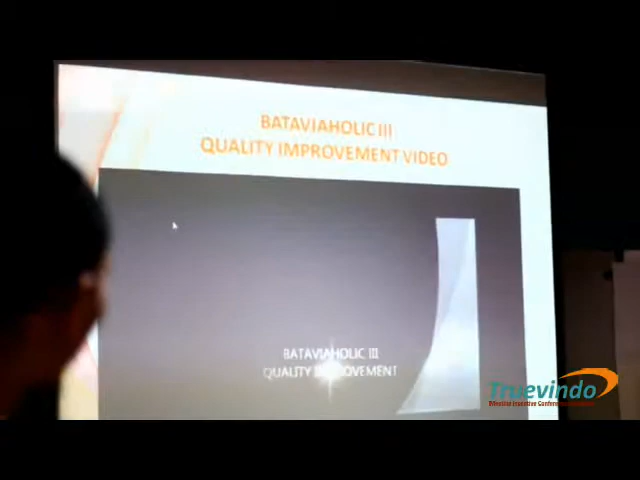 BATAVIAHOLIC III
QUALITY IMPROVEMENT VIDEO
BATAVIAHOLIC III
QUALITY IMPROVEMENT
Truevindo